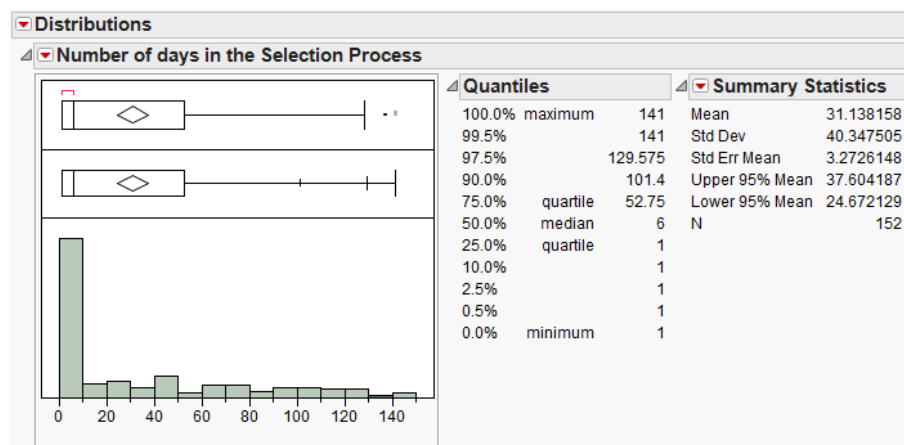 Distributions
Number of days in the Selection Process
0 20 40 60 80 100 120 140
Quantiles
100.0% maximum 141
99.5% 141
97.5% 129.575
90.0% 101.4
75.0% quartile 52.75
50.0% median 6
25.0% quartile 1
10.0% 1
2.5% 1
0.5% 1
0.0% minimum 1
Summary Statistics
Mean 31.138158
Std Dev 40.347505
Std Err Mean 3.2726148
Upper 95% Mean 37.604187
Lower 95% Mean 24.672129
N 152